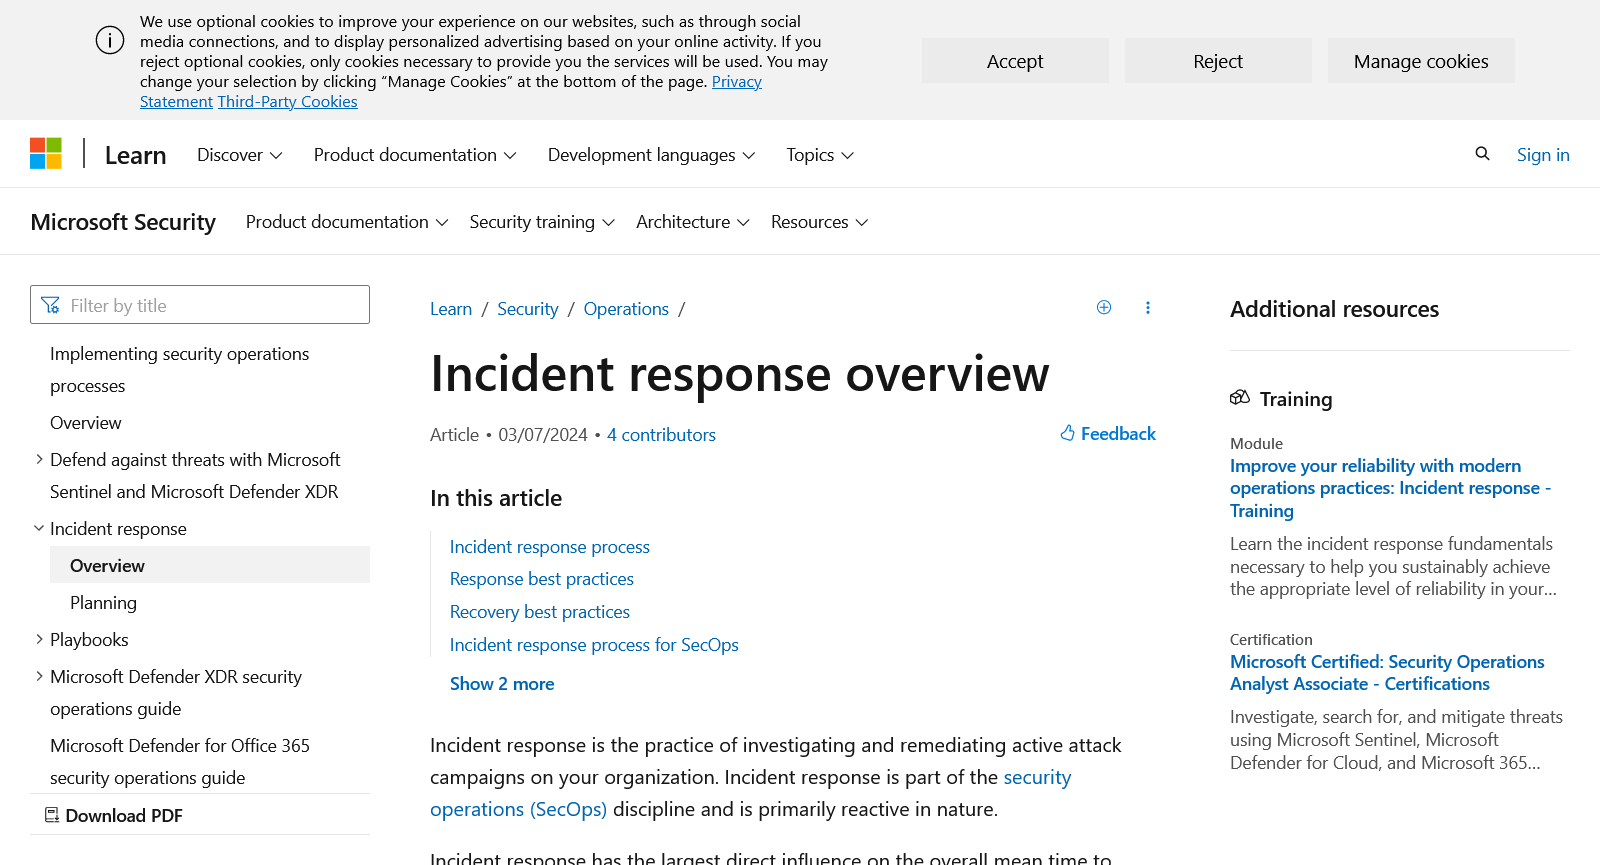 We use optional cookies to improve your experience on our websites, such as through social
media connections, and to display personalized advertising based on your online activity. If you
reject optional cookies, only cookies necessary to provide you the services will be used. You may
change your selection by clicking “Manage Cookies” at the bottom of the page. Privacy
Statement Third-Party Cookies
Accept
Reject
Manage cookies
Learn
Discover
Product documentation
Development languages
Topics
Sign in
Microsoft Security
Product documentation
Security training
Architecture
Resources
Filter by title
Implementing security operations
processes
Overview
Defend against threats with Microsoft
Sentinel and Microsoft Defender XDR
Incident response
Overview
Planning
Playbooks
Microsoft Defender XDR security
operations guide
Microsoft Defender for Office 365
security operations guide
Download PDF
Learn / Security / Operations /
Incident response overview
Article • 03/07/2024 • 4 contributors
Feedback
In this article
Incident response process
Response best practices
Recovery best practices
Incident response process for SecOps
Show 2 more
Incident response is the practice of investigating and remediating active attack
campaigns on your organization. Incident response is part of the security
operations (SecOps) discipline and is primarily reactive in nature.
Incident response has the largest direct influence on the overall mean time to
Additional resources
Training
Module
Improve your reliability with modern
operations practices: Incident response -
Training
Learn the incident response fundamentals
necessary to help you sustainably achieve
the appropriate level of reliability in your...
Certification
Microsoft Certified: Security Operations
Analyst Associate - Certifications
Investigate, search for, and mitigate threats
using Microsoft Sentinel, Microsoft
Defender for Cloud, and Microsoft 365...